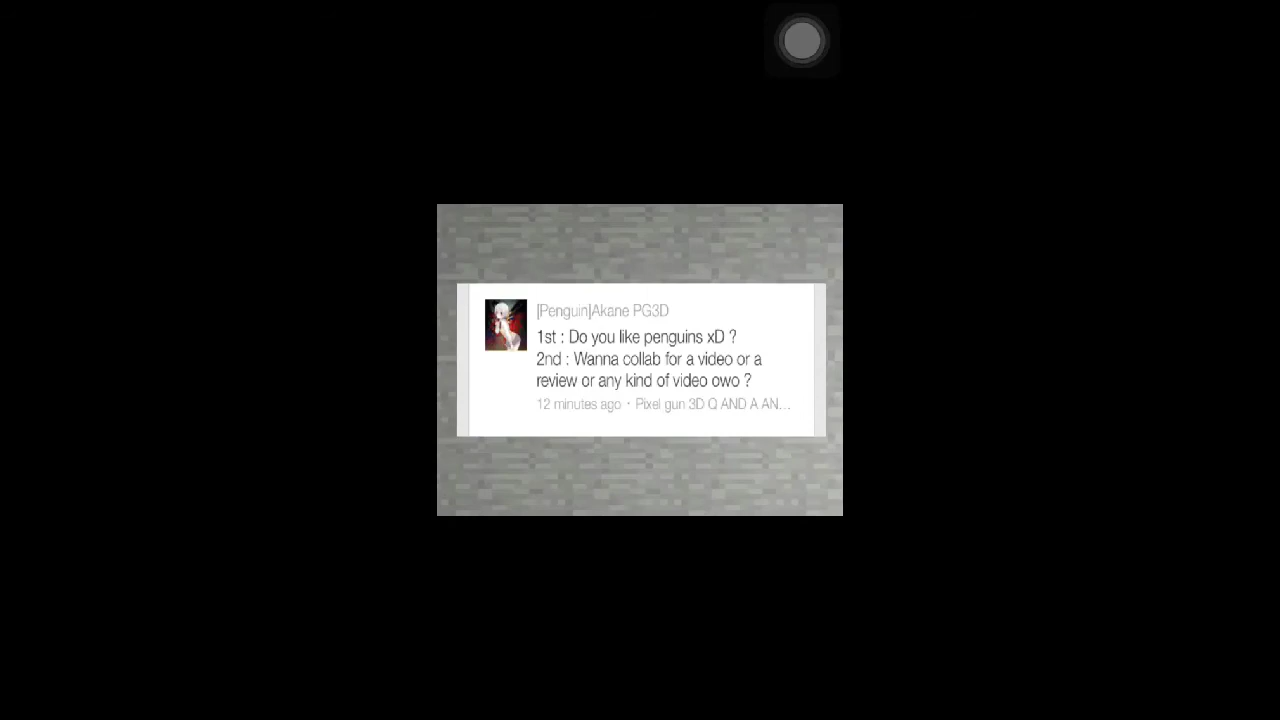 [Penguin]Akane PG3D
1st : Do you like penguins xD ?
2nd : Wanna collab for a video or a
review or any kind of video owo ?
12 minutes ago · Pixel gun 3D Q AND A AN...